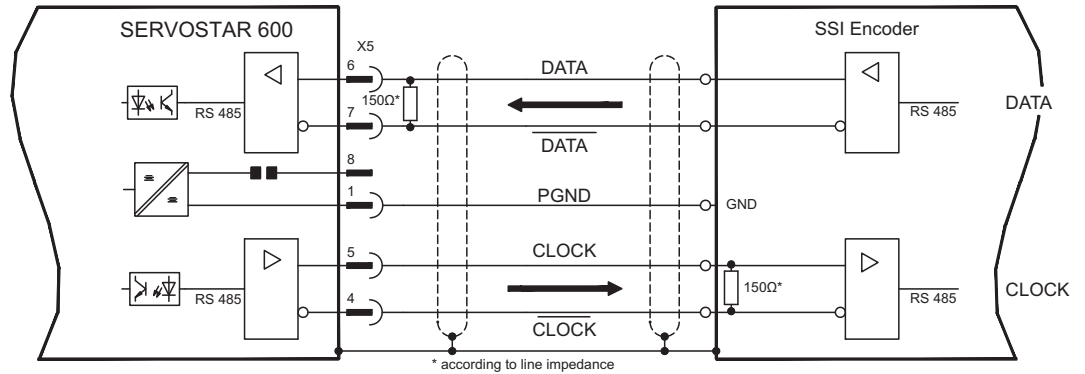 SERVOSTAR 600
SSI Encoder
X5
6
DATA
150Ω*
RS 485
RS 485
DATA
7
DATA
8
1
PGND
GND
5
CLOCK
RS 485
150Ω*
RS 485
CLOCK
4
CLOCK
* according to line impedance